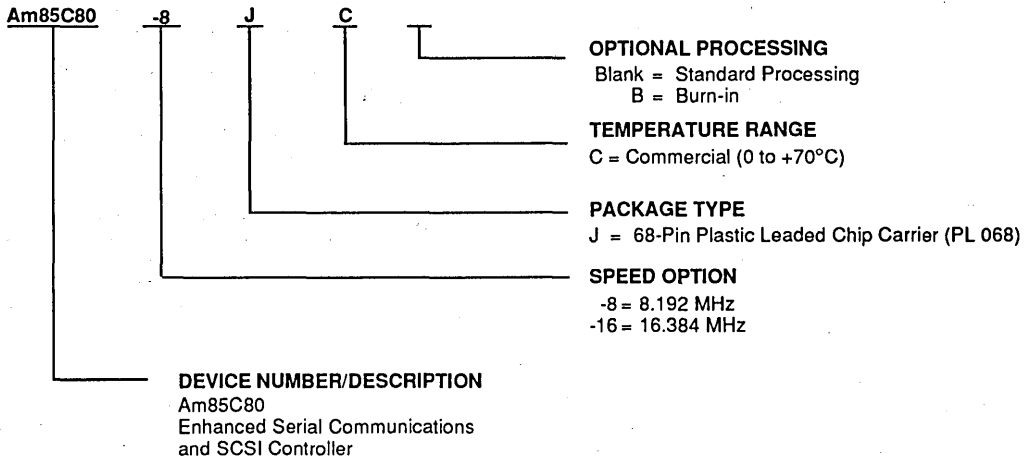 Am85C80 -8 J C
OPTIONAL PROCESSING
Blank = Standard Processing
B = Burn-in
TEMPERATURE RANGE
C = Commercial (0 to +70°C)
PACKAGE TYPE
J = 68-Pin Plastic Leaded Chip Carrier (PL 068)
SPEED OPTION
-8 = 8.192 MHz
-16 = 16.384 MHz
DEVICE NUMBER/DESCRIPTION
Am85C80
Enhanced Serial Communications
and SCSI Controller